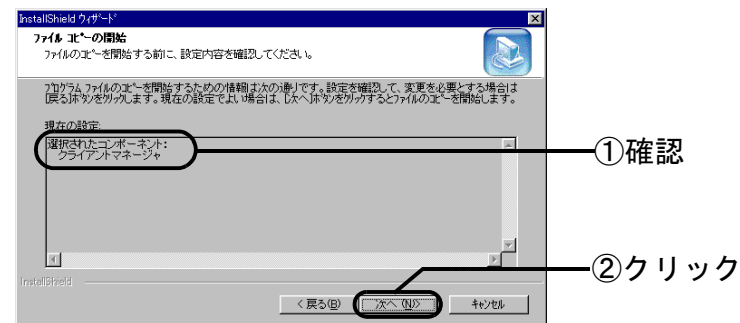 InstallShield ウィザード
ファイル コピーの開始
ファイルのコピーを開始する前に、設定内容を確認してください。
プログラム ファイルのコピーを開始するための情報は次の通りです。設定を確認して、変更を必要とする場合は
[戻る]ボタンをクリックします。現在の設定でよい場合は、[次へ]ボタンをクリックするとファイルのコピーを開始します。
現在の設定:
選択されたコンポーネント:
クライアントマネージャ
①確認
②クリック
InstallShield
< 戻る(B)
次へ(N)>
キャンセル